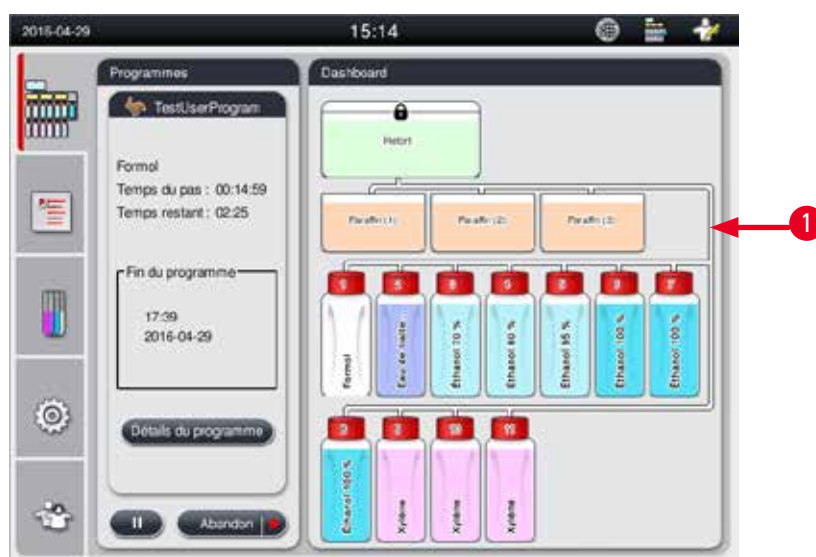 2016-04-29
15:14
Programmes
TestUserProgram
Formol
Temps du pas : 00:14:59
Temps restant : 02:25
Fin du programme
17:39
2016-04-29
Détails du programme
Abandon
Dashboard
Retort
Paraffin (1) Paraffin (2) Paraffin (3)
1
Formol
Éthanol 70 %
Éthanol 80 %
Éthanol 95 %
Éthanol 100 %
Éthanol 100 %
Éthanol 100 %
Xylène
Xylène
Xylène